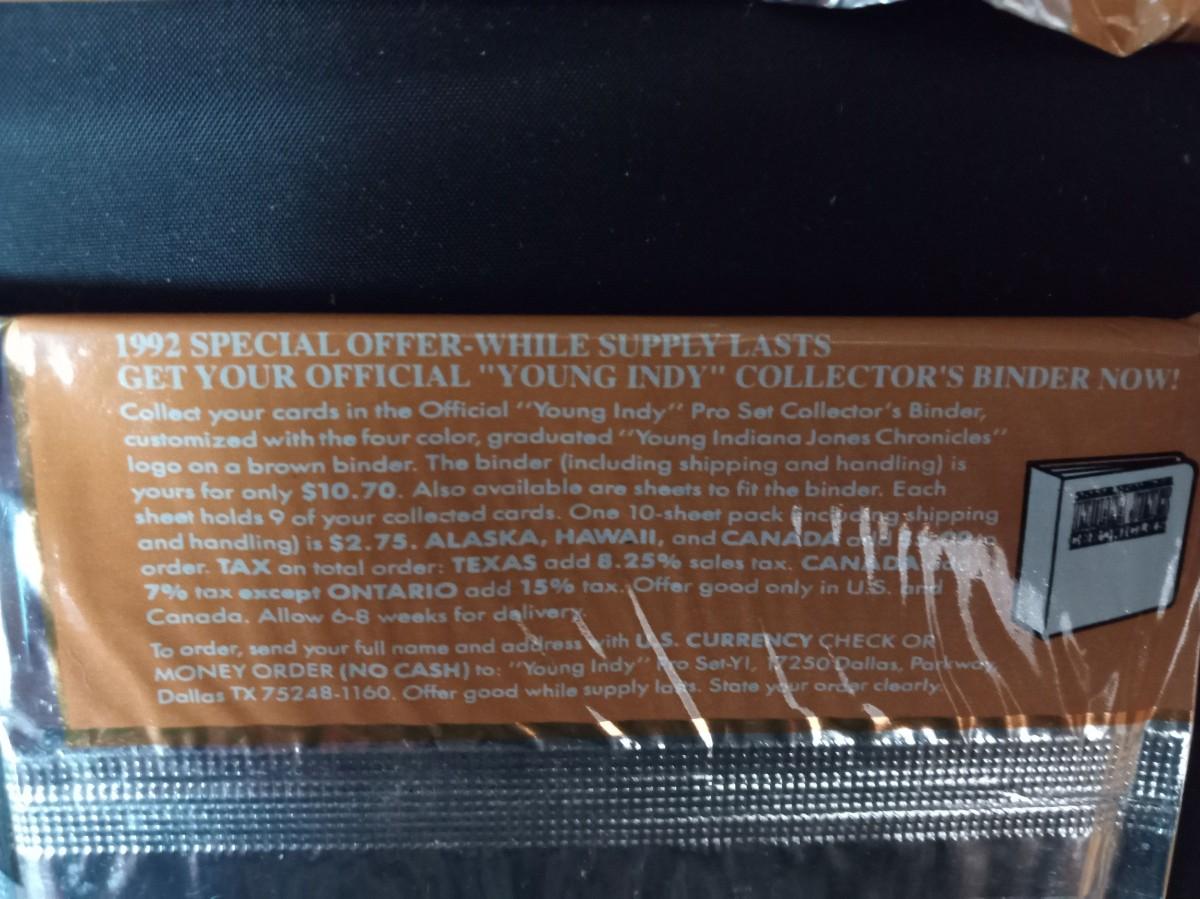 1992 SPECIAL OFFER-WHILE SUPPLY LASTS
GET YOUR OFFICIAL "YOUNG INDY" COLLECTOR'S BINDER NOW!
Collect your cards in the Official "Young Indy" Pro Set Collector's Binder,
customized with the four color, graduated "Young Indiana Jones Chronicles"
logo on a brown binder. The binder (including shipping and handling) is
yours for only $10.70. Also available are sheets to fit the binder. Each
sheet holds 9 of your collected cards. One 10-sheet pack (including shipping
and handling) is $2.75. ALASKA, HAWAII, and CANADA add
order. TAX on total order: TEXAS add 8.25% sales tax. CANADA add
7% tax except ONTARIO add 15% tax. Offer good only in U.S. and
Canada. Allow 6-8 weeks for delivery.
To order, send your full name and address with U.S. CURRENCY CHECK OR
MONEY ORDER (NO CASH) to: "Young Indy" Pro Set-YI, 17250 Dallas, Parkway,
Dallas TX 75248-1160. Offer good while supply lasts. State your order clearly.